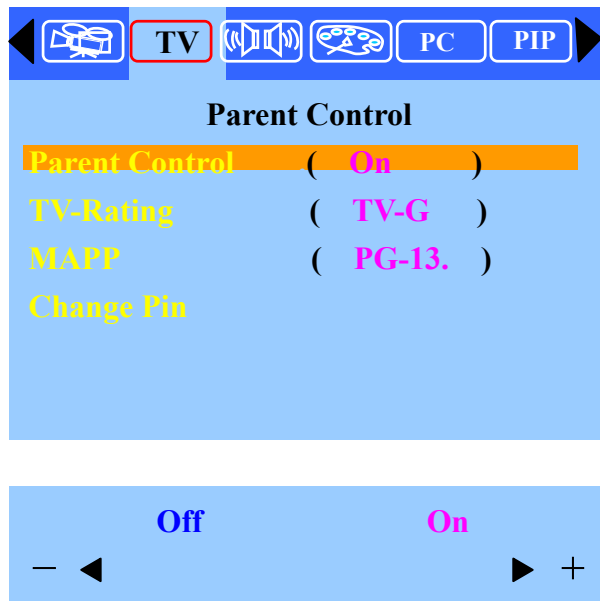 TV PC PIP
Parent Control
Parent Control ( On )
TV-Rating ( TV-G )
MAPP ( PG-13. )
Change Pin
Off On
− +